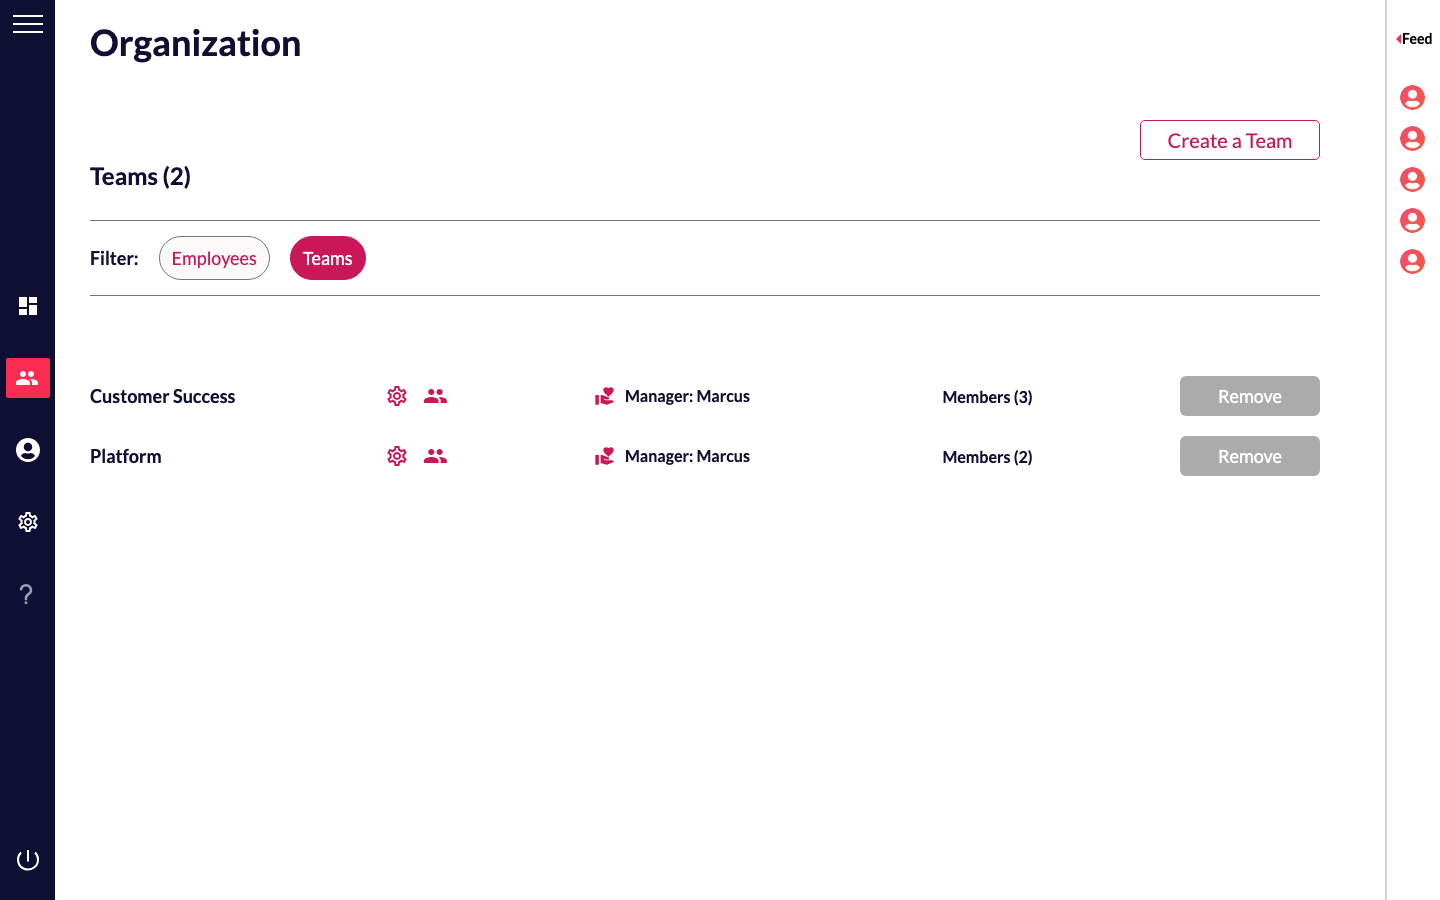 Organization
Feed
Create a Team
Teams (2)
Filter: Employees Teams
Customer Success Manager: Marcus Members (3) Remove
Platform Manager: Marcus Members (2) Remove
?